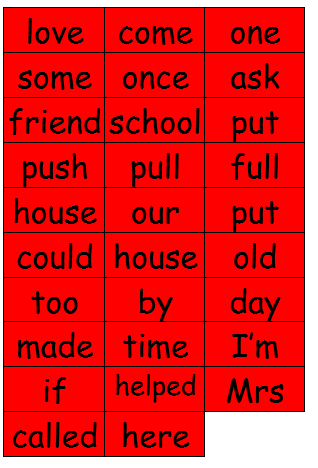 love come one
some once ask
friend school put
push pull full
house our put
could house old
too by day
made time I'm
if helped Mrs
called here